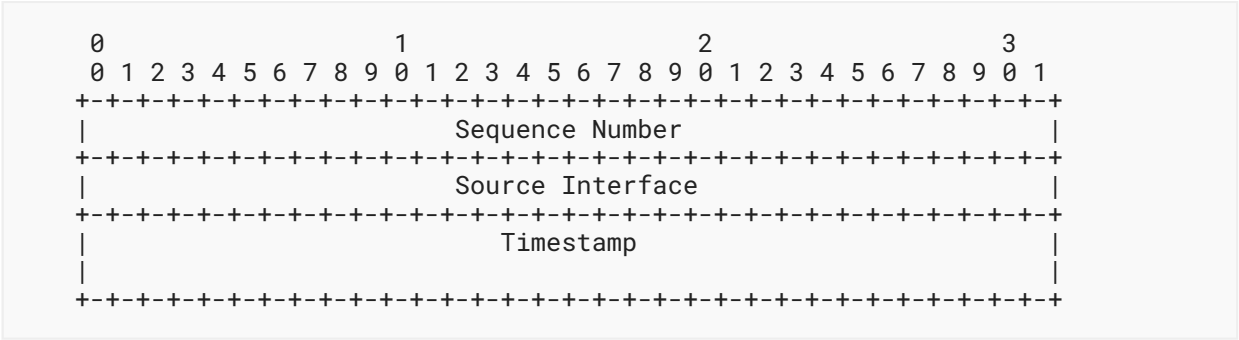 0                   1                   2                   3
 0 1 2 3 4 5 6 7 8 9 0 1 2 3 4 5 6 7 8 9 0 1 2 3 4 5 6 7 8 9 0 1
+-+-+-+-+-+-+-+-+-+-+-+-+-+-+-+-+-+-+-+-+-+-+-+-+-+-+-+-+-+-+-+-+
|                        Sequence Number                        |
+-+-+-+-+-+-+-+-+-+-+-+-+-+-+-+-+-+-+-+-+-+-+-+-+-+-+-+-+-+-+-+-+
|                        Source Interface                       |
+-+-+-+-+-+-+-+-+-+-+-+-+-+-+-+-+-+-+-+-+-+-+-+-+-+-+-+-+-+-+-+-+
|                           Timestamp                           |
|                                                               |
+-+-+-+-+-+-+-+-+-+-+-+-+-+-+-+-+-+-+-+-+-+-+-+-+-+-+-+-+-+-+-+-+